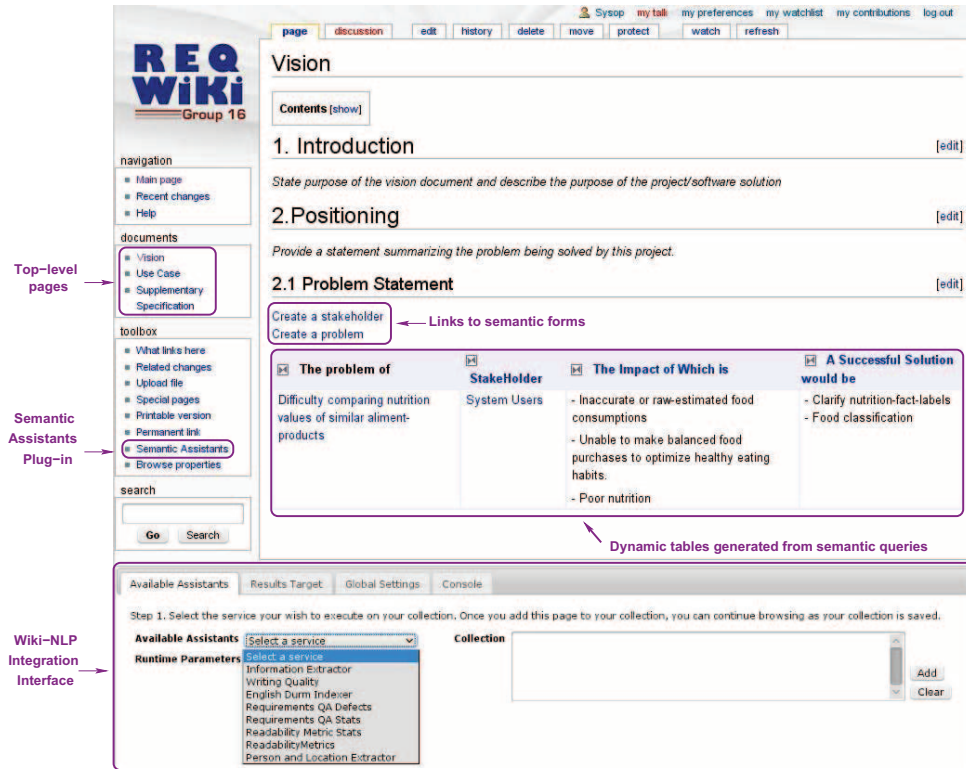 Sysop my talk my preferences my watchlist my contributions log out
page discussion edit history delete move protect watch refresh
REQ
WiKi
Group 16
Vision
Contents [show]
1. Introduction [edit]
State purpose of the vision document and describe the purpose of the project/software solution
2.Positioning [edit]
Provide a statement summarizing the problem being solved by this project.
2.1 Problem Statement [edit]
Create a stakeholder
Create a problem
Links to semantic forms
The problem of
StakeHolder
The Impact of Which is
A Successful Solution
would be
Difficulty comparing nutrition
values of similar aliment-
products
System Users
- Inaccurate or raw-estimated food
consumptions
- Unable to make balanced food
purchases to optimize healthy eating
habits.
- Poor nutrition
- Clarify nutrition-fact-labels
- Food classification
Dynamic tables generated from semantic queries
navigation
Main page
Recent changes
Help
documents
Vision
Use Case
Supplementary
Specification
Top−level
pages
toolbox
What links here
Related changes
Upload file
Special pages
Printable version
Permanent link
Semantic Assistants
Browse properties
Semantic
Assistants
Plug−in
search
Go Search
Available Assistants Results Target Global Settings Console
Step 1. Select the service your wish to execute on your collection. Once you add this page to your collection, you can continue browsing as your collection is saved.
Available Assistants Select a service Collection
Runtime Parameters
Select a service
Information Extractor
Writing Quality
English Durm Indexer
Requirements QA Defects
Requirements QA Stats
Readability Metric Stats
ReadabilityMetrics
Person and Location Extractor
Add
Clear
Wiki−NLP
Integration
Interface